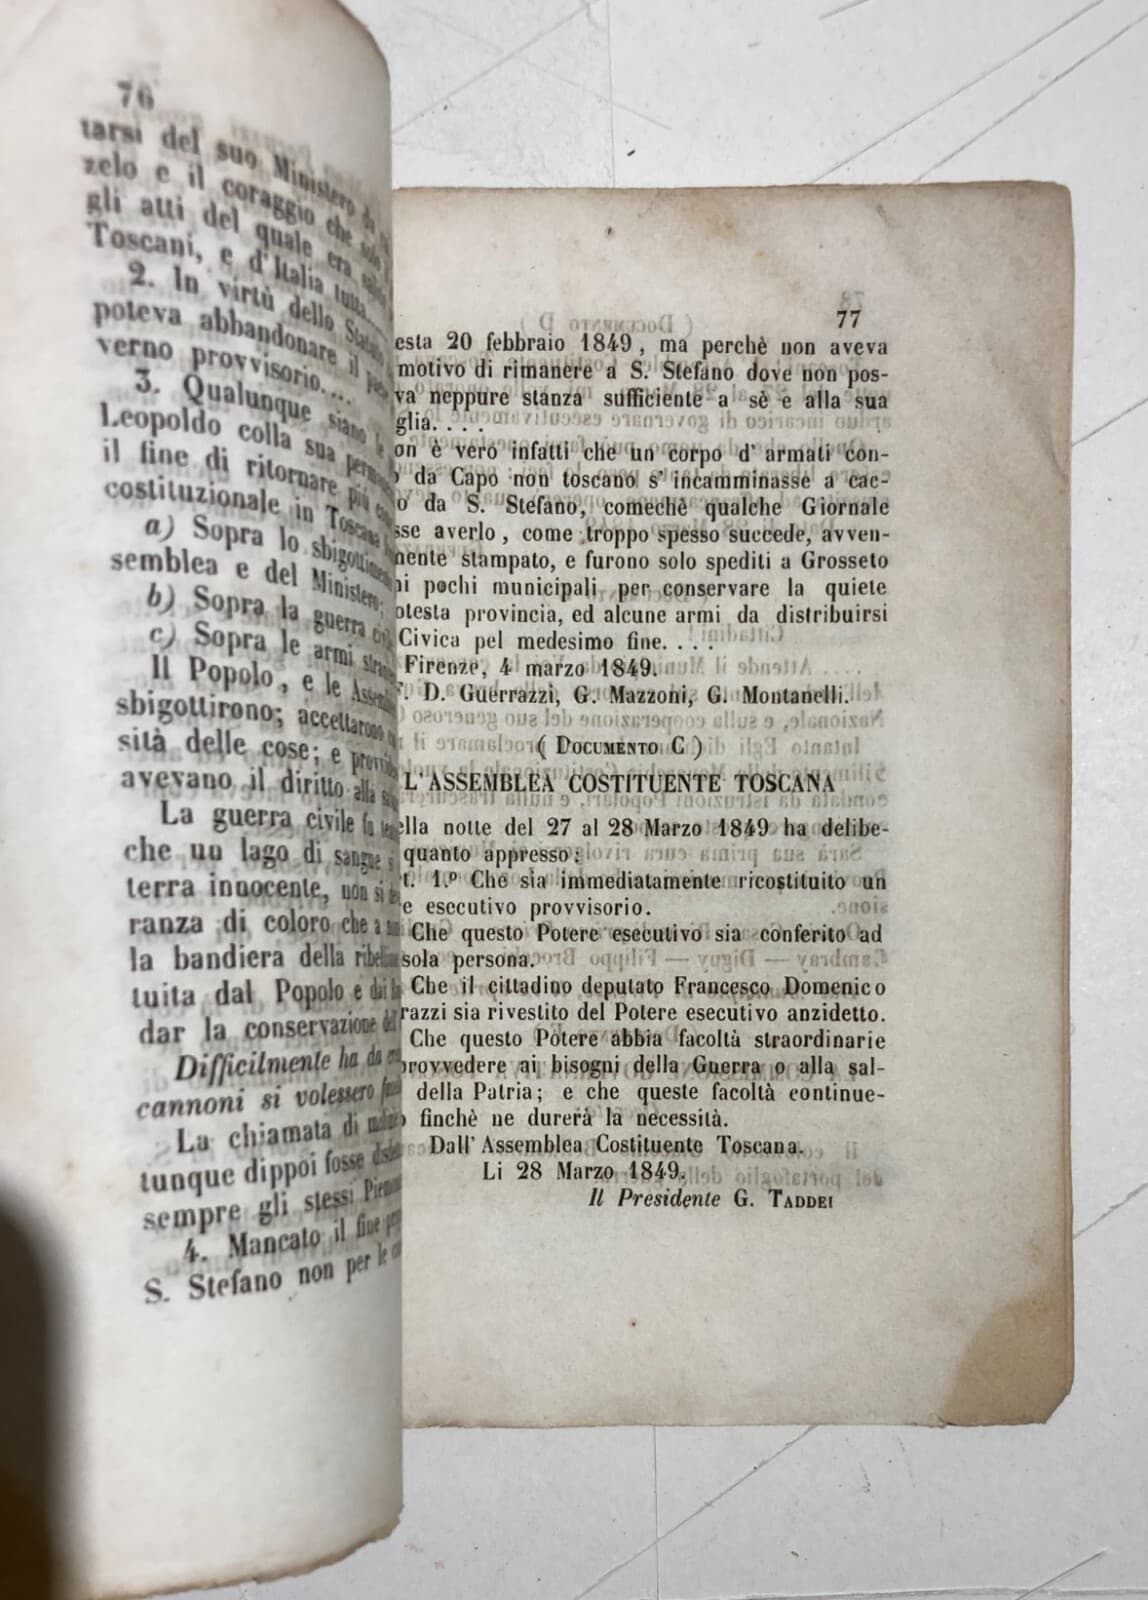 76
tarsi del suo Ministero
zelo e il coraggio che solo
gli atti del quale era
Toscani, e d'Italia tutta....
2. In virtù dello Statuto
poteva abbandonare il
verno provvisorio....
3. Qualunque siano le
Leopoldo colla sua
il fine di ritornare più
costituzionale in Toscana
a) Sopra lo sbigottimento
semblea e del Ministero;
b) Sopra la guerra civile
c) Sopra le armi
Il Popolo, e le
sbigottirono; accettarono
sità delle cose; e
avevano il diritto alla
La guerra civile fu
che un lago di sangue
terra innocente, non si
ranza di coloro che a
la bandiera della
tuita dal Popolo e
dar la conservazione
Difficilmente ha da
cannoni si volessero
La chiamata di
tunque dippoi fosse
sempre gli stessi
4. Mancato il fine
S. Stefano non per le
77
esta 20 febbraio 1849, ma perchè non aveva
motivo di rimanere a S. Stefano dove non pos-
va neppure stanza sufficiente a sè e alla sua
glia....
on è vero infatti che un corpo d' armati con-
o da Capo non toscano s' incamminasse a cac-
o da S. Stefano, comechè qualche Giornale
sse averlo, come troppo spesso succede, avven-
mente stampato, e furono solo spediti a Grosseto
ni pochi municipali per conservare la quiete
otesta provincia, ed alcune armi da distribuirsi
Civica pel medesimo fine....
Firenze, 4 marzo 1849.
F. D. Guerrazzi, G. Mazzoni, G. Montanelli.
( Documento C )
L'ASSEMBLEA COSTITUENTE TOSCANA
ella notte del 27 al 28 Marzo 1849 ha delibe-
quanto appresso:
t. 1.º Che sia immediatamente ricostituito un
e esecutivo provvisorio.
Che questo Potere esecutivo sia conferito ad
sola persona.
Che il cittadino deputato Francesco Domenico
razzi sia rivestito del Potere esecutivo anzidetto.
Che questo Potere abbia facoltà straordinarie
provvedere ai bisogni della Guerra o alla sal-
della Patria; e che queste facoltà continue-
o finchè ne durerà la necessità.
Dall' Assemblea Costituente Toscana.
Li 28 Marzo 1849.
Il Presidente G. Taddei